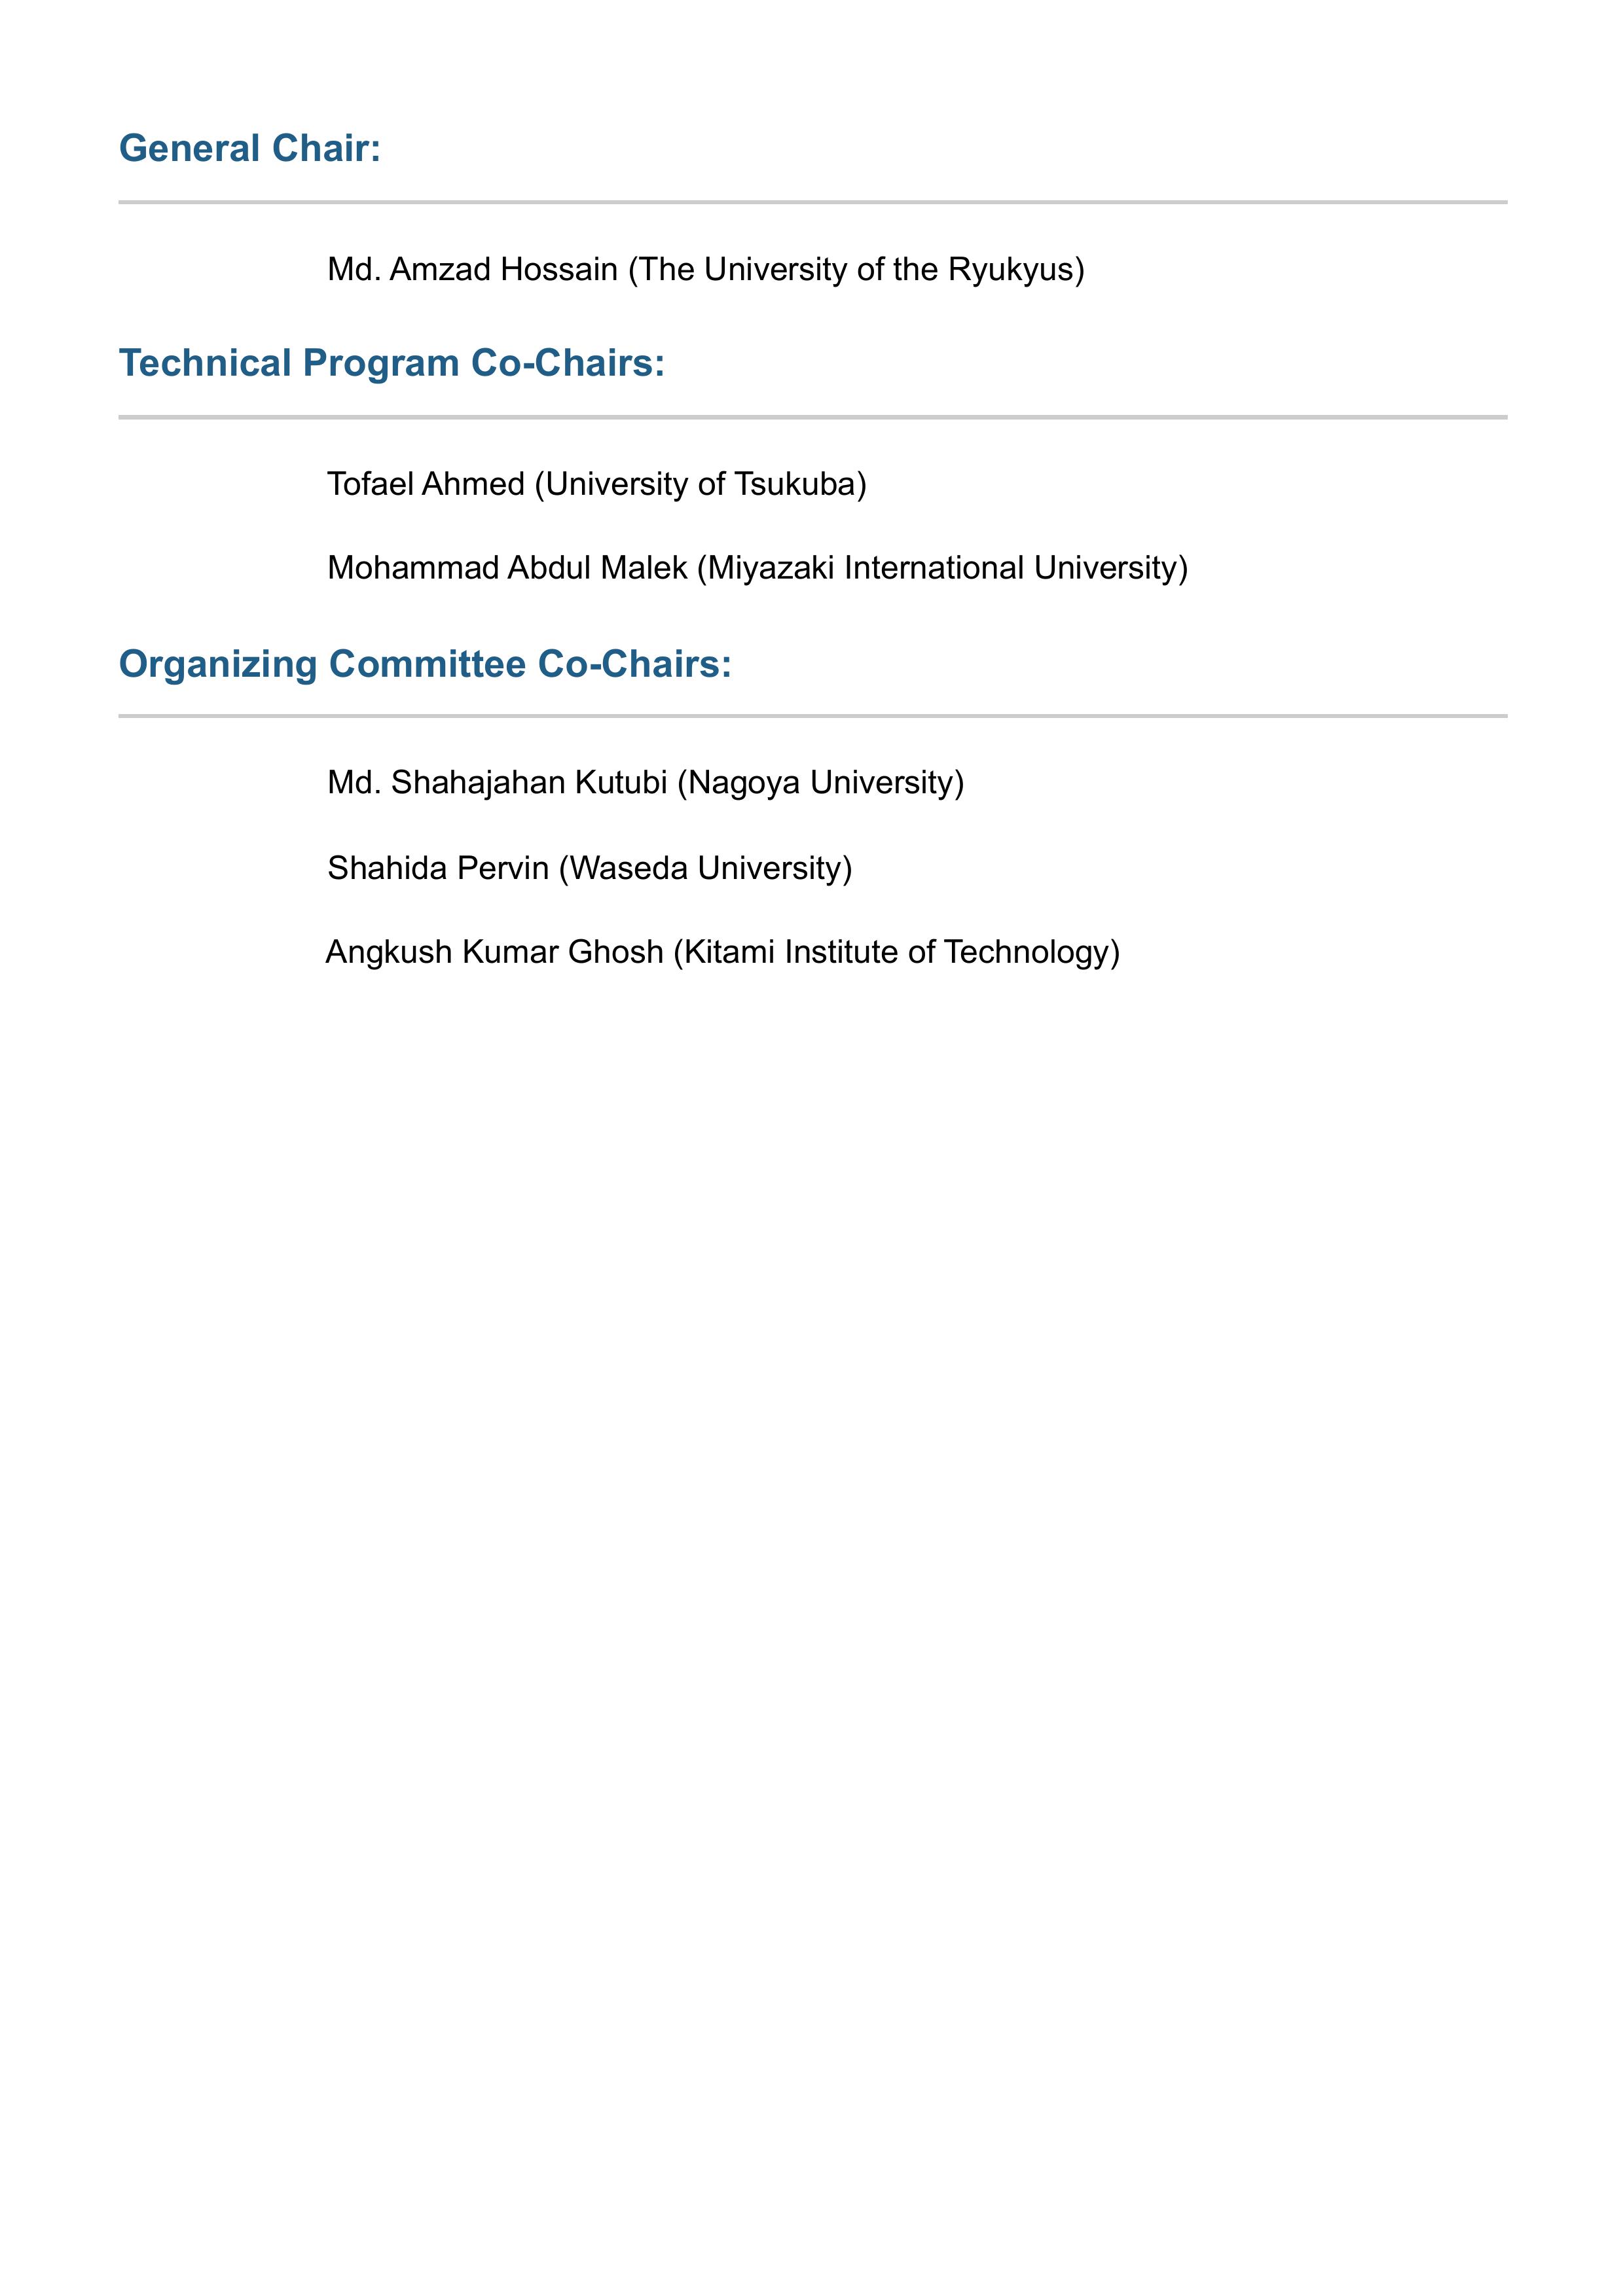 General Chair:
Md. Amzad Hossain (The University of the Ryukyus)
Technical Program Co-Chairs:
Tofael Ahmed (University of Tsukuba)
Mohammad Abdul Malek (Miyazaki International University)
Organizing Committee Co-Chairs:
Md. Shahajahan Kutubi (Nagoya University)
Shahida Pervin (Waseda University)
Angkush Kumar Ghosh (Kitami Institute of Technology)